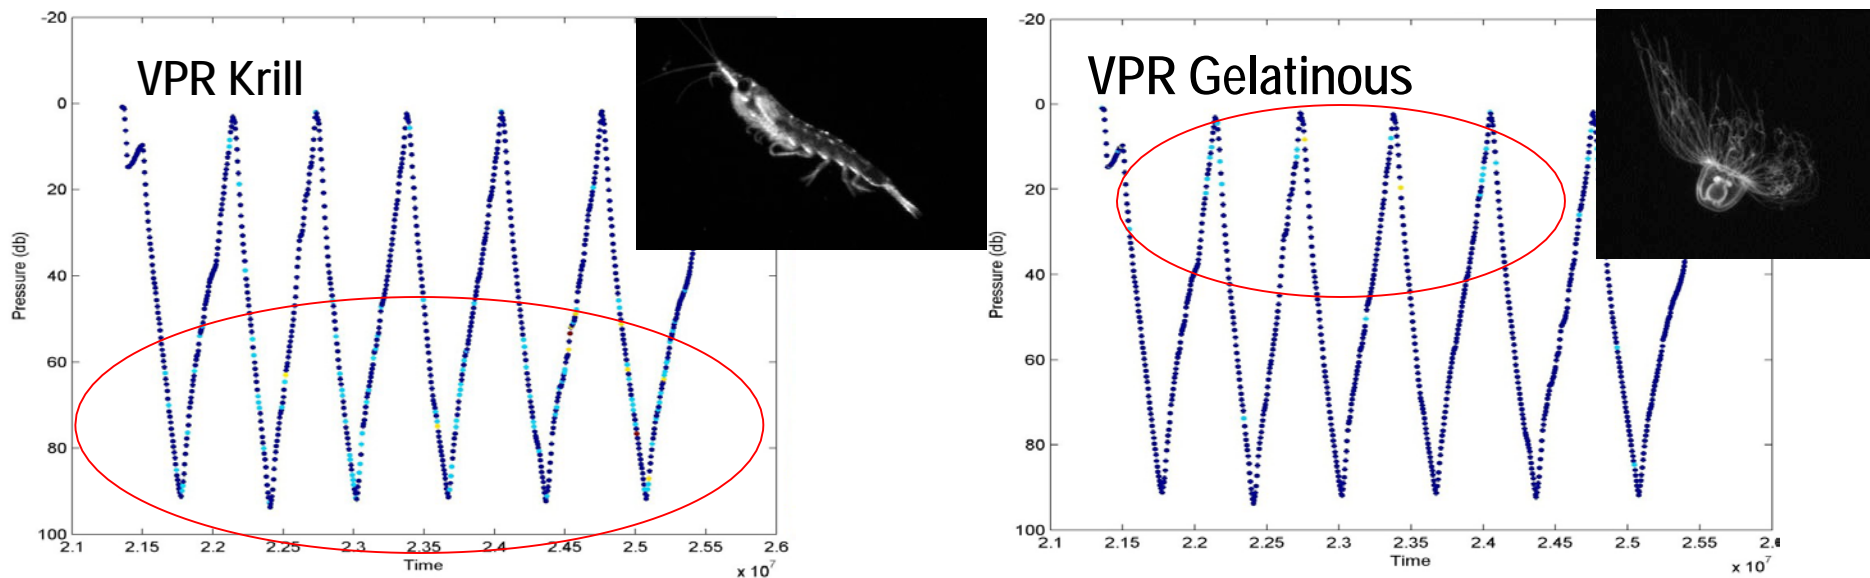 VPR Krill
-20
0
20
40
60
80
100
Pressure (db)
2.1 2.15 2.2 2.25 2.3 2.35 2.4 2.45 2.5 2.55 2.6
Time
x 10^7
VPR Gelatinous
-20
0
20
40
60
80
100
Pressure (db)
2.1 2.15 2.2 2.25 2.3 2.35 2.4 2.45 2.5 2.55
Time
x 10^7